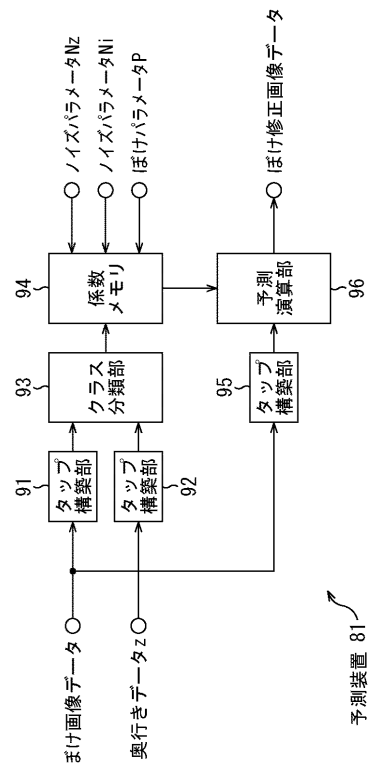 ぼけ画像データ
奥行きデータz
91
タップ
構築部
タップ
構築部
92
93
クラス
分類部
94
係数
メモリ
ノイズパラメータNz
ノイズパラメータNi
ぼけパラメータP
95
タップ
構築部
予測
演算部
96
ぼけ修正画像データ
予測装置 81